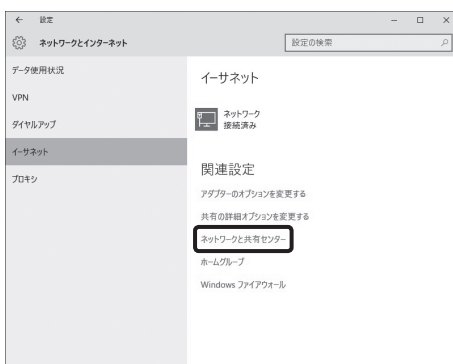 設定
ネットワークとインターネット
設定の検索
データ使用状況
VPN
ダイヤルアップ
イーサネット
プロキシ
イーサネット
ネットワーク
接続済み
関連設定
アダプターのオプションを変更する
共有の詳細オプションを変更する
ネットワークと共有センター
ホームグループ
Windows ファイアウォール